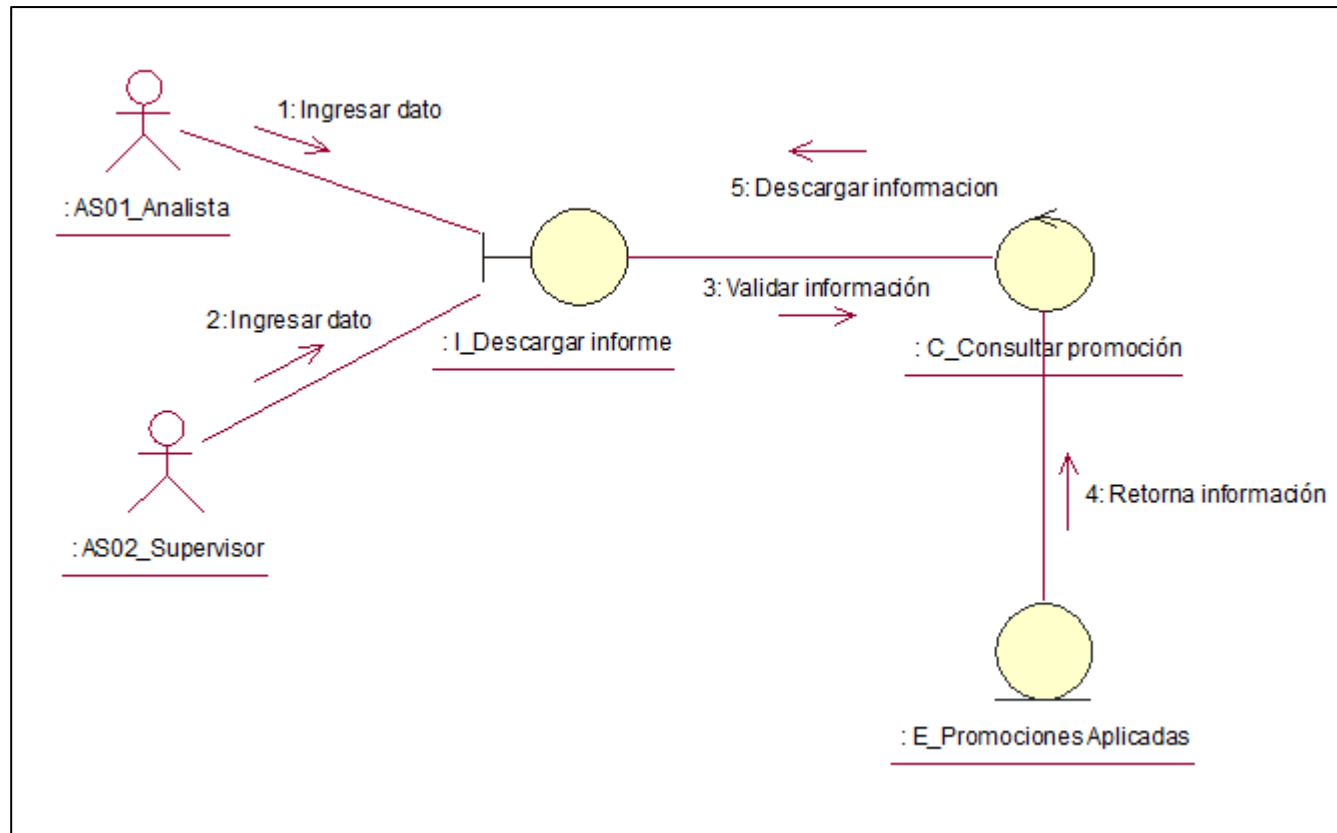 1: Ingresar dato
: AS01_Analista
5: Descargar informacion
3: Validar información
2: Ingresar dato
: I_Descargar informe
: C_Consultar promoción
4: Retorna información
: AS02_Supervisor
: E_Promociones Aplicadas